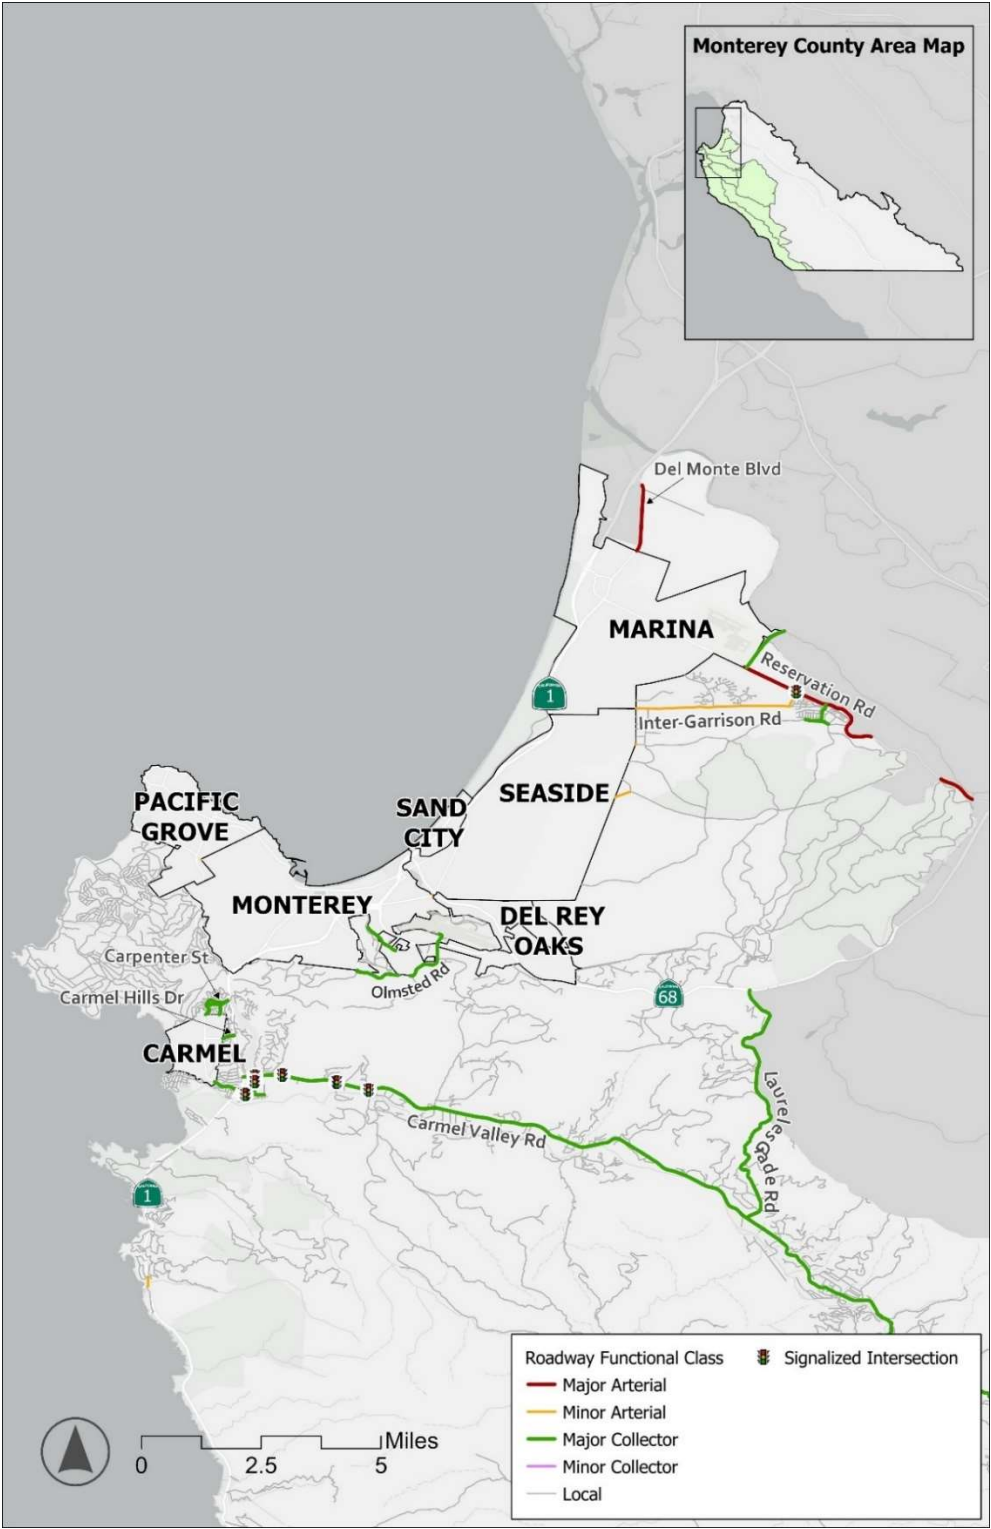 Monterey County Area Map
Del Monte Blvd
MARINA
Reservation Rd
1
Inter-Garrison Rd
SEASIDE
PACIFIC
GROVE
SAND
CITY
MONTEREY
DEL REY
OAKS
Carpenter St
Olmsted Rd
Carmel Hills Dr
68
CARMEL
Laureles Grade Rd
Carmel Valley Rd
1
Roadway Functional Class
Signalized Intersection
Major Arterial
Minor Arterial
Major Collector
Minor Collector
Local
Miles
0
2.5
5